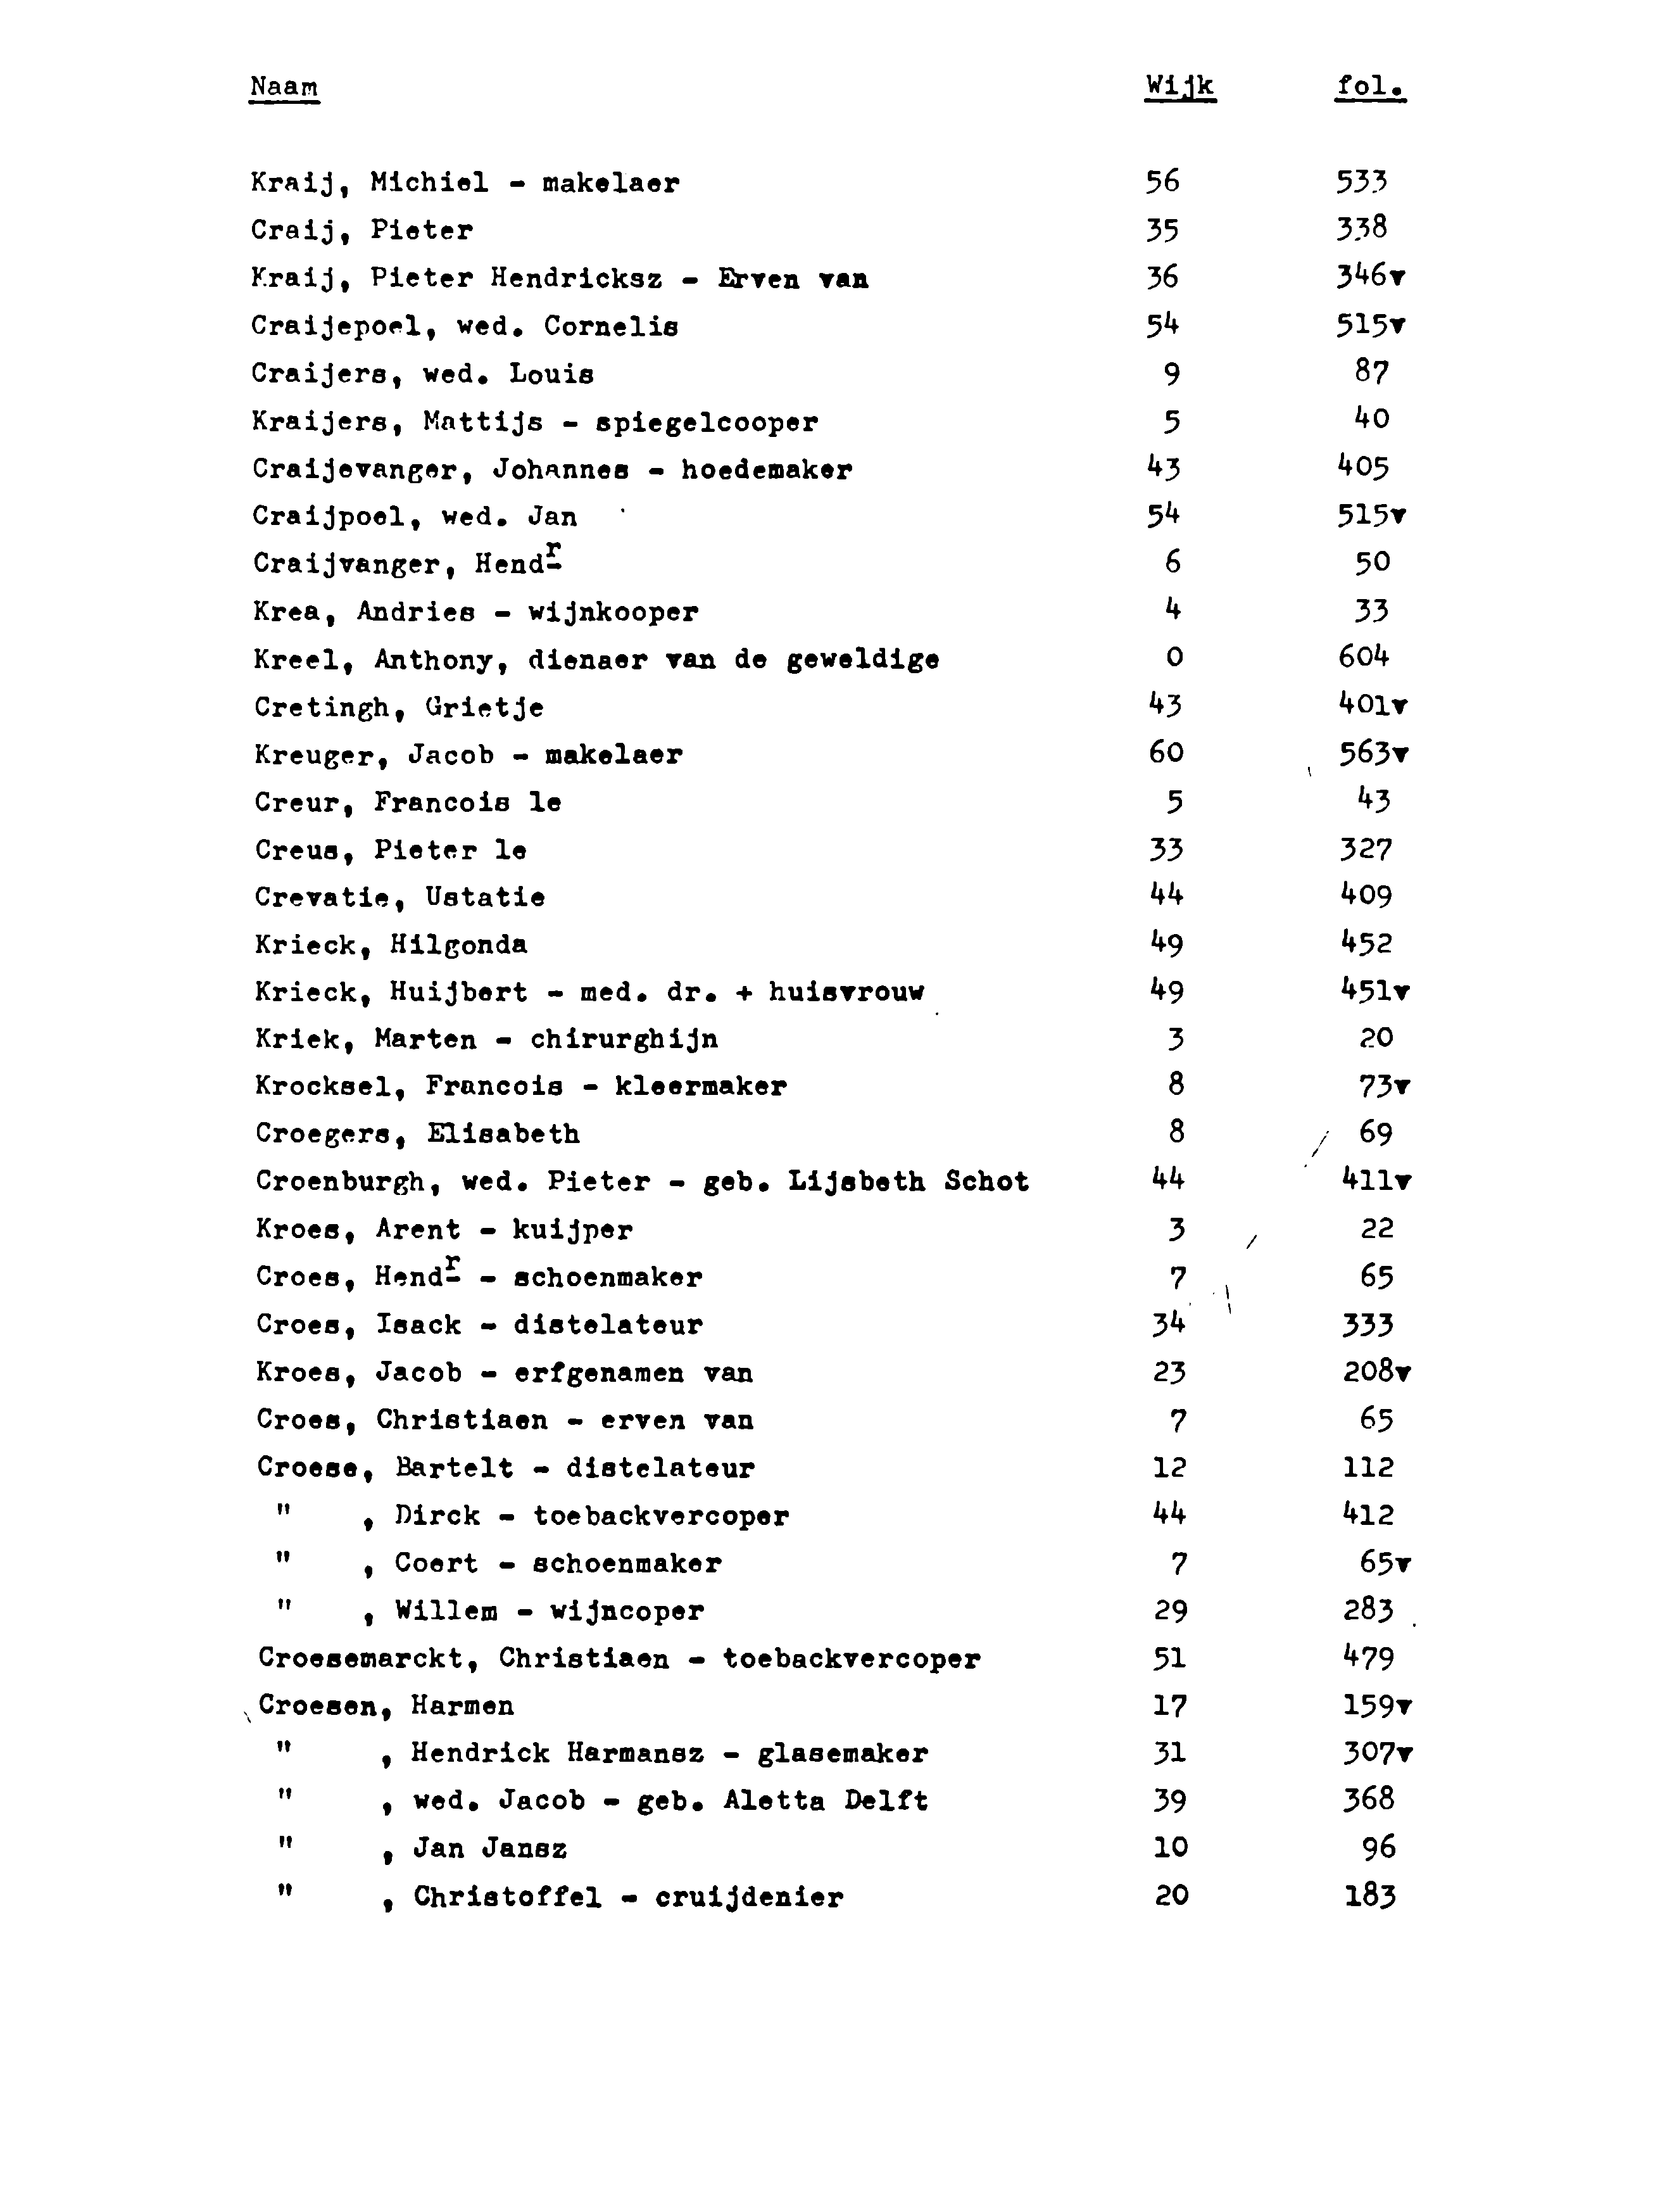 Naam Wijk fol.
Kraij, Michiel - makelaer 56 533
Craij, Pieter 35 338
Kraij, Pieter Hendricksz - Erven van 36 346v
Craijepoel, wed. Cornelis 54 515v
Craijers, wed. Louis 9 87
Kraijers, Mattijs - spiegelcooper 5 40
Craijevanger, Johannes - hoedemaker 43 405
Craijpoel, wed. Jan 54 515v
Craijvanger, Hendr 6 50
Krea, Andries - wijnkooper 4 33
Kreel, Anthony, dienaer van de geweldige 0 604
Cretingh, Grietje 43 401v
Kreuger, Jacob - makelaer 60 563v
Creur, Francois le 5 43
Creus, Pieter le 33 327
Crevatie, Ustatie 44 409
Krieck, Hilgonda 49 452
Krieck, Huijbert - med. dr. + huisvrouw 49 451v
Kriek, Marten - chirurghijn 3 20
Krocksel, Francois - kleermaker 8 73v
Croegers, Elisabeth 8 69
Croenburgh, wed. Pieter - geb. Lijsbeth Schot 44 411v
Kroes, Arent - kuijper 3 22
Croes, Hendr - schoenmaker 7 65
Croes, Isack - distelateur 34 333
Kroes, Jacob - erfgenamen van 23 208v
Croes, Christiaen - erven van 7 65
Croese, Bartelt - distelateur 12 112
" , Dirck - toebackvercoper 44 412
" , Coert - schoenmaker 7 65v
" , Willem - wijncoper 29 283
Croesemarckt, Christiaen - toebackvercoper 51 479
Croesen, Harmen 17 159v
" , Hendrick Harmansz - glasemaker 31 307v
" , wed. Jacob - geb. Aletta Delft 39 368
" , Jan Jansz 10 96
" , Christoffel - cruijdenier 20 183